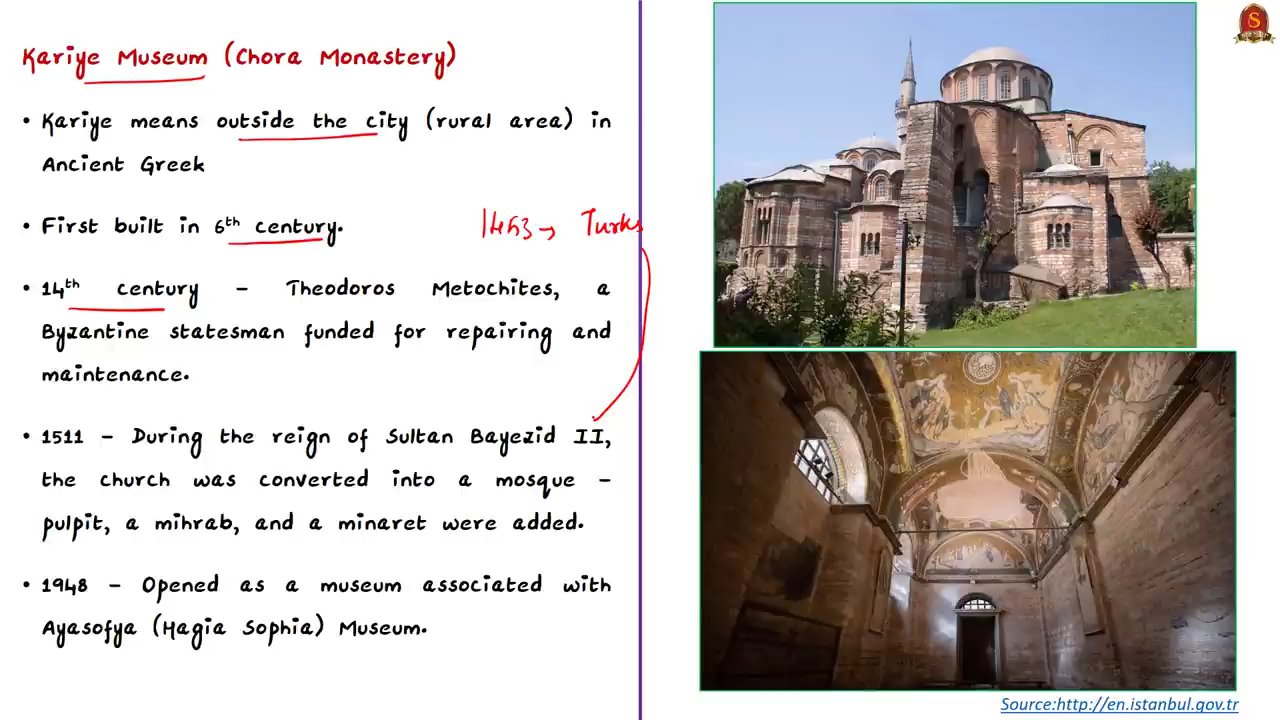 Kariye Museum (Chora Monastery)
• Kariye means outside the city (rural area) in
Ancient Greek
• First built in 6th century.
1453 → Turks
• 14th century – Theodoros Metochites, a
Byzantine statesman funded for repairing and
maintenance.
• 1511 – During the reign of Sultan Bayezid II,
the church was converted into a mosque –
pulpit, a mihrab, and a minaret were added.
• 1948 – Opened as a museum associated with
Ayasofya (Hagia Sophia) Museum.
S
Source:http://en.istanbul.gov.tr